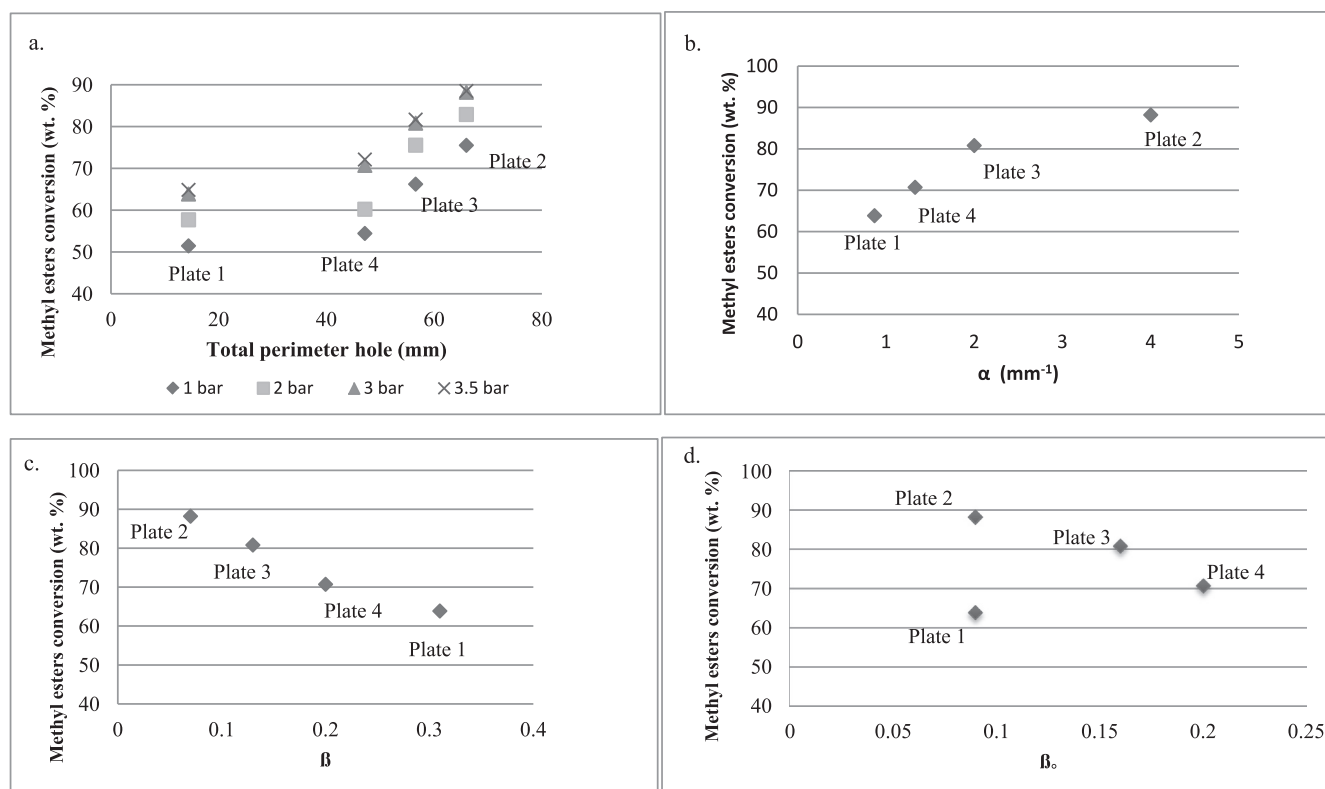 a.
Methyl esters conversion (wt. %)
90
80
70
60
50
40
Plate 1
Plate 4
Plate 3
Plate 2
0
20
40
60
80
Total perimeter hole (mm)
1 bar
2 bar
3 bar
3.5 bar
b.
Methyl esters conversion (wt. %)
100
90
80
70
60
50
40
Plate 1
Plate 4
Plate 3
Plate 2
0
1
2
3
4
5
α (mm⁻¹)
c.
Methyl esters conversion (wt. %)
100
90
80
70
60
50
40
Plate 2
Plate 3
Plate 4
Plate 1
0
0.1
0.2
0.3
0.4
ß
d.
Methyl esters conversion (wt. %)
100
90
80
70
60
50
40
Plate 2
Plate 3
Plate 4
Plate 1
0
0.05
0.1
0.15
0.2
0.25
ß₀